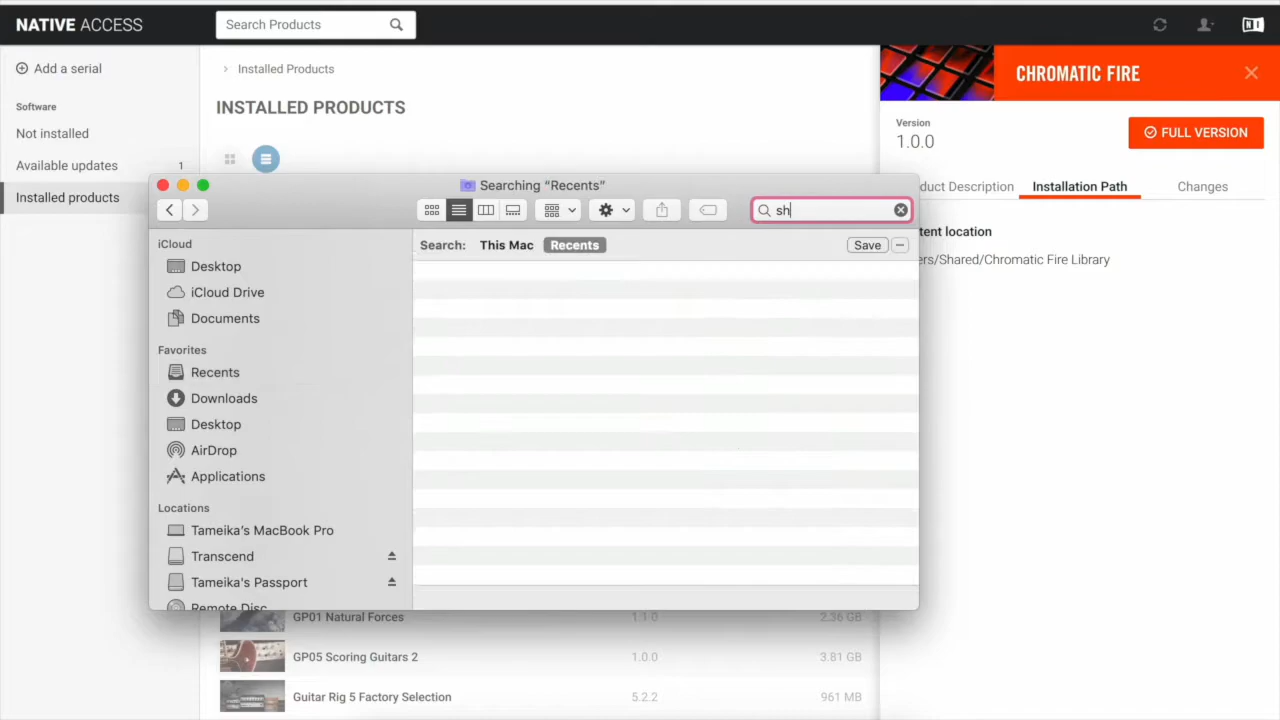 NATIVE ACCESS
Search Products
Add a serial
Software
Not installed
Available updates 1
Installed products
› Installed Products
INSTALLED PRODUCTS
CHROMATIC FIRE
Version
1.0.0
FULL VERSION
duct Description
Installation Path
Changes
tent location
ers/Shared/Chromatic Fire Library
Searching “Recents”
sh
Search: This Mac Recents Save
iCloud
Desktop
iCloud Drive
Documents
Favorites
Recents
Downloads
Desktop
AirDrop
Applications
Locations
Tameika’s MacBook Pro
Transcend
Tameika's Passport
Remote Disc
GP01 Natural Forces 1.1.0 2.36 GB
GP05 Scoring Guitars 2 1.0.0 3.81 GB
Guitar Rig 5 Factory Selection 5.2.2 961 MB